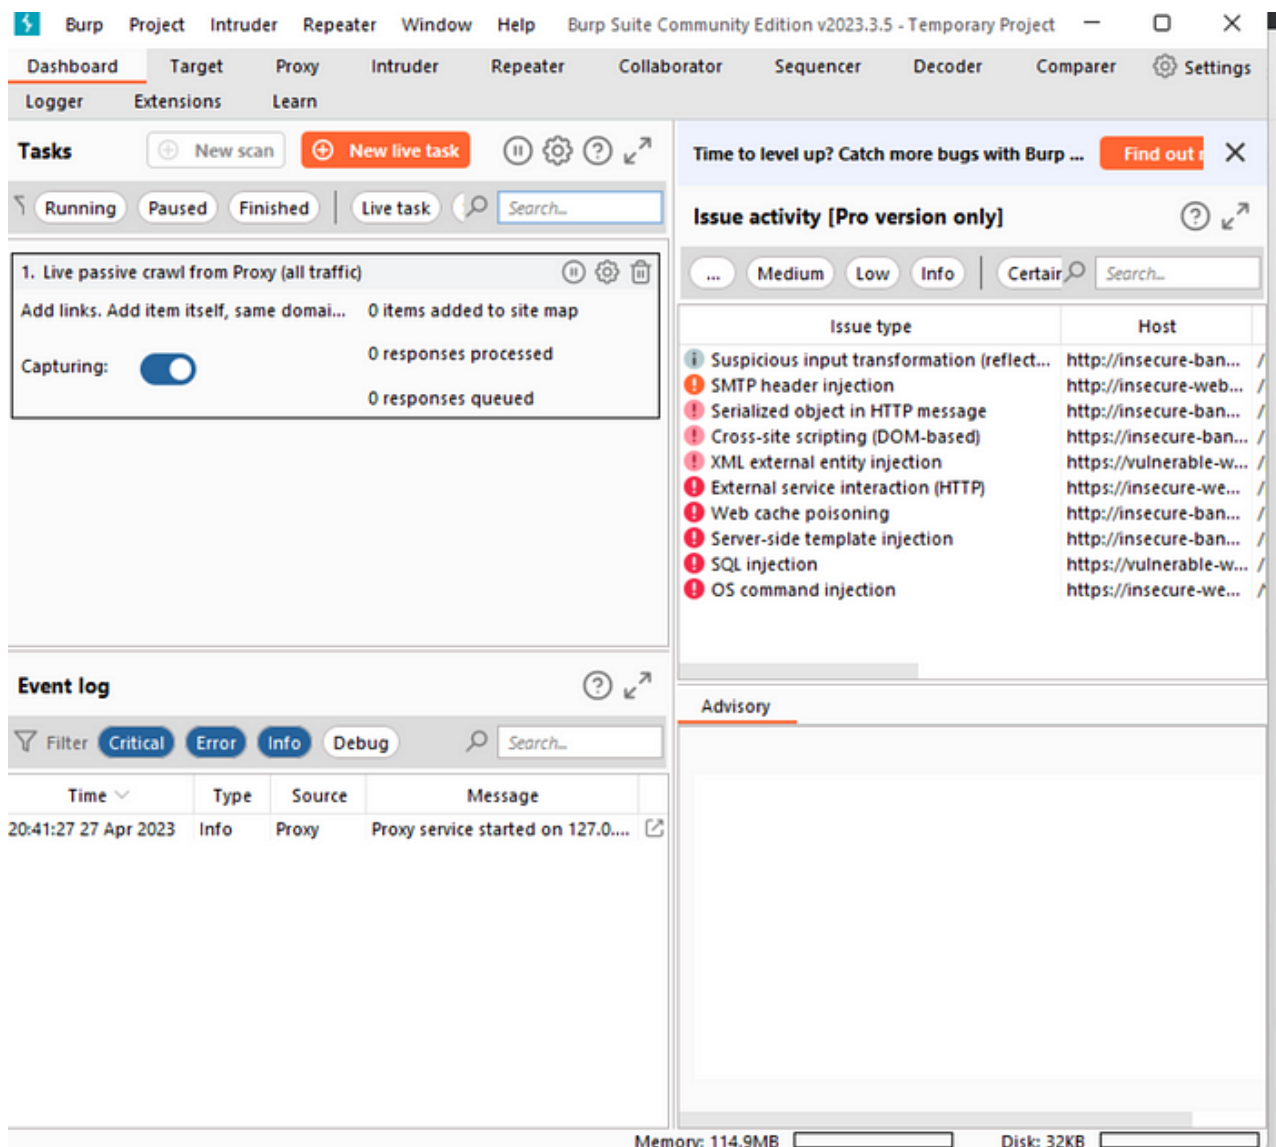 Burp Project Intruder Repeater Window Help Burp Suite Community Edition v2023.3.5 - Temporary Project
Dashboard Target Proxy Intruder Repeater Collaborator Sequencer Decoder Comparer Settings
Logger Extensions Learn
Tasks New scan New live task
Running Paused Finished Live task Search...
1. Live passive crawl from Proxy (all traffic)
Add links. Add item itself, same domai... 0 items added to site map
0 responses processed
Capturing:
0 responses queued
Event log
Filter Critical Error Info Debug Search...
Time Type Source Message
20:41:27 27 Apr 2023 Info Proxy Proxy service started on 127.0....
Time to level up? Catch more bugs with Burp ... Find out
Issue activity [Pro version only]
... Medium Low Info Certair Search...
Issue type Host
Suspicious input transformation (reflect... http://insecure-ban... /
SMTP header injection http://insecure-web... /
Serialized object in HTTP message http://insecure-ban... /
Cross-site scripting (DOM-based) https://insecure-ban... /
XML external entity injection https://vulnerable-w... /
External service interaction (HTTP) https://insecure-we... /
Web cache poisoning http://insecure-ban... /
Server-side template injection http://insecure-ban... /
SQL injection https://vulnerable-w... /
OS command injection https://insecure-we... /
Advisory
Memory: 114.9MB Disk: 32KB